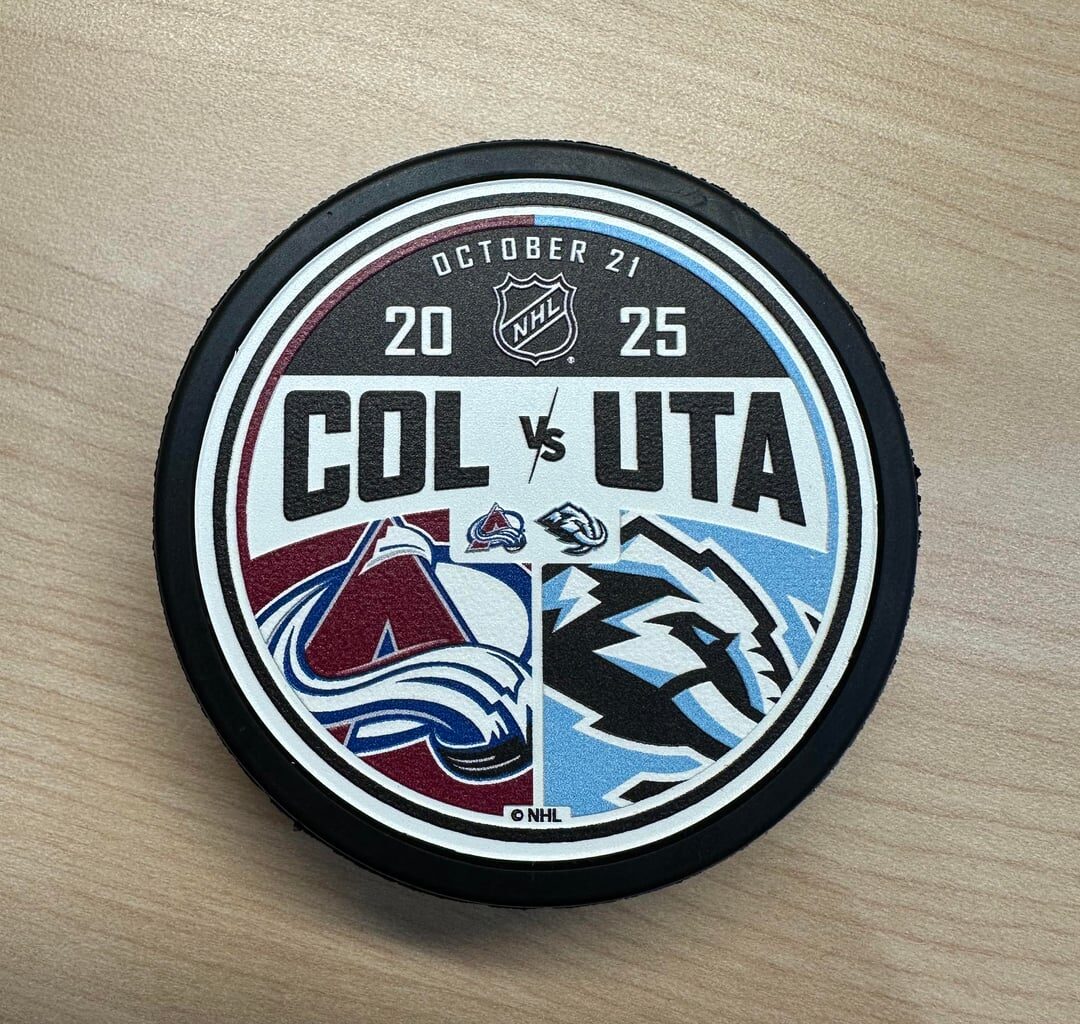 OCTOBER 21
20 NHL 25
COL VS UTA
© NHL